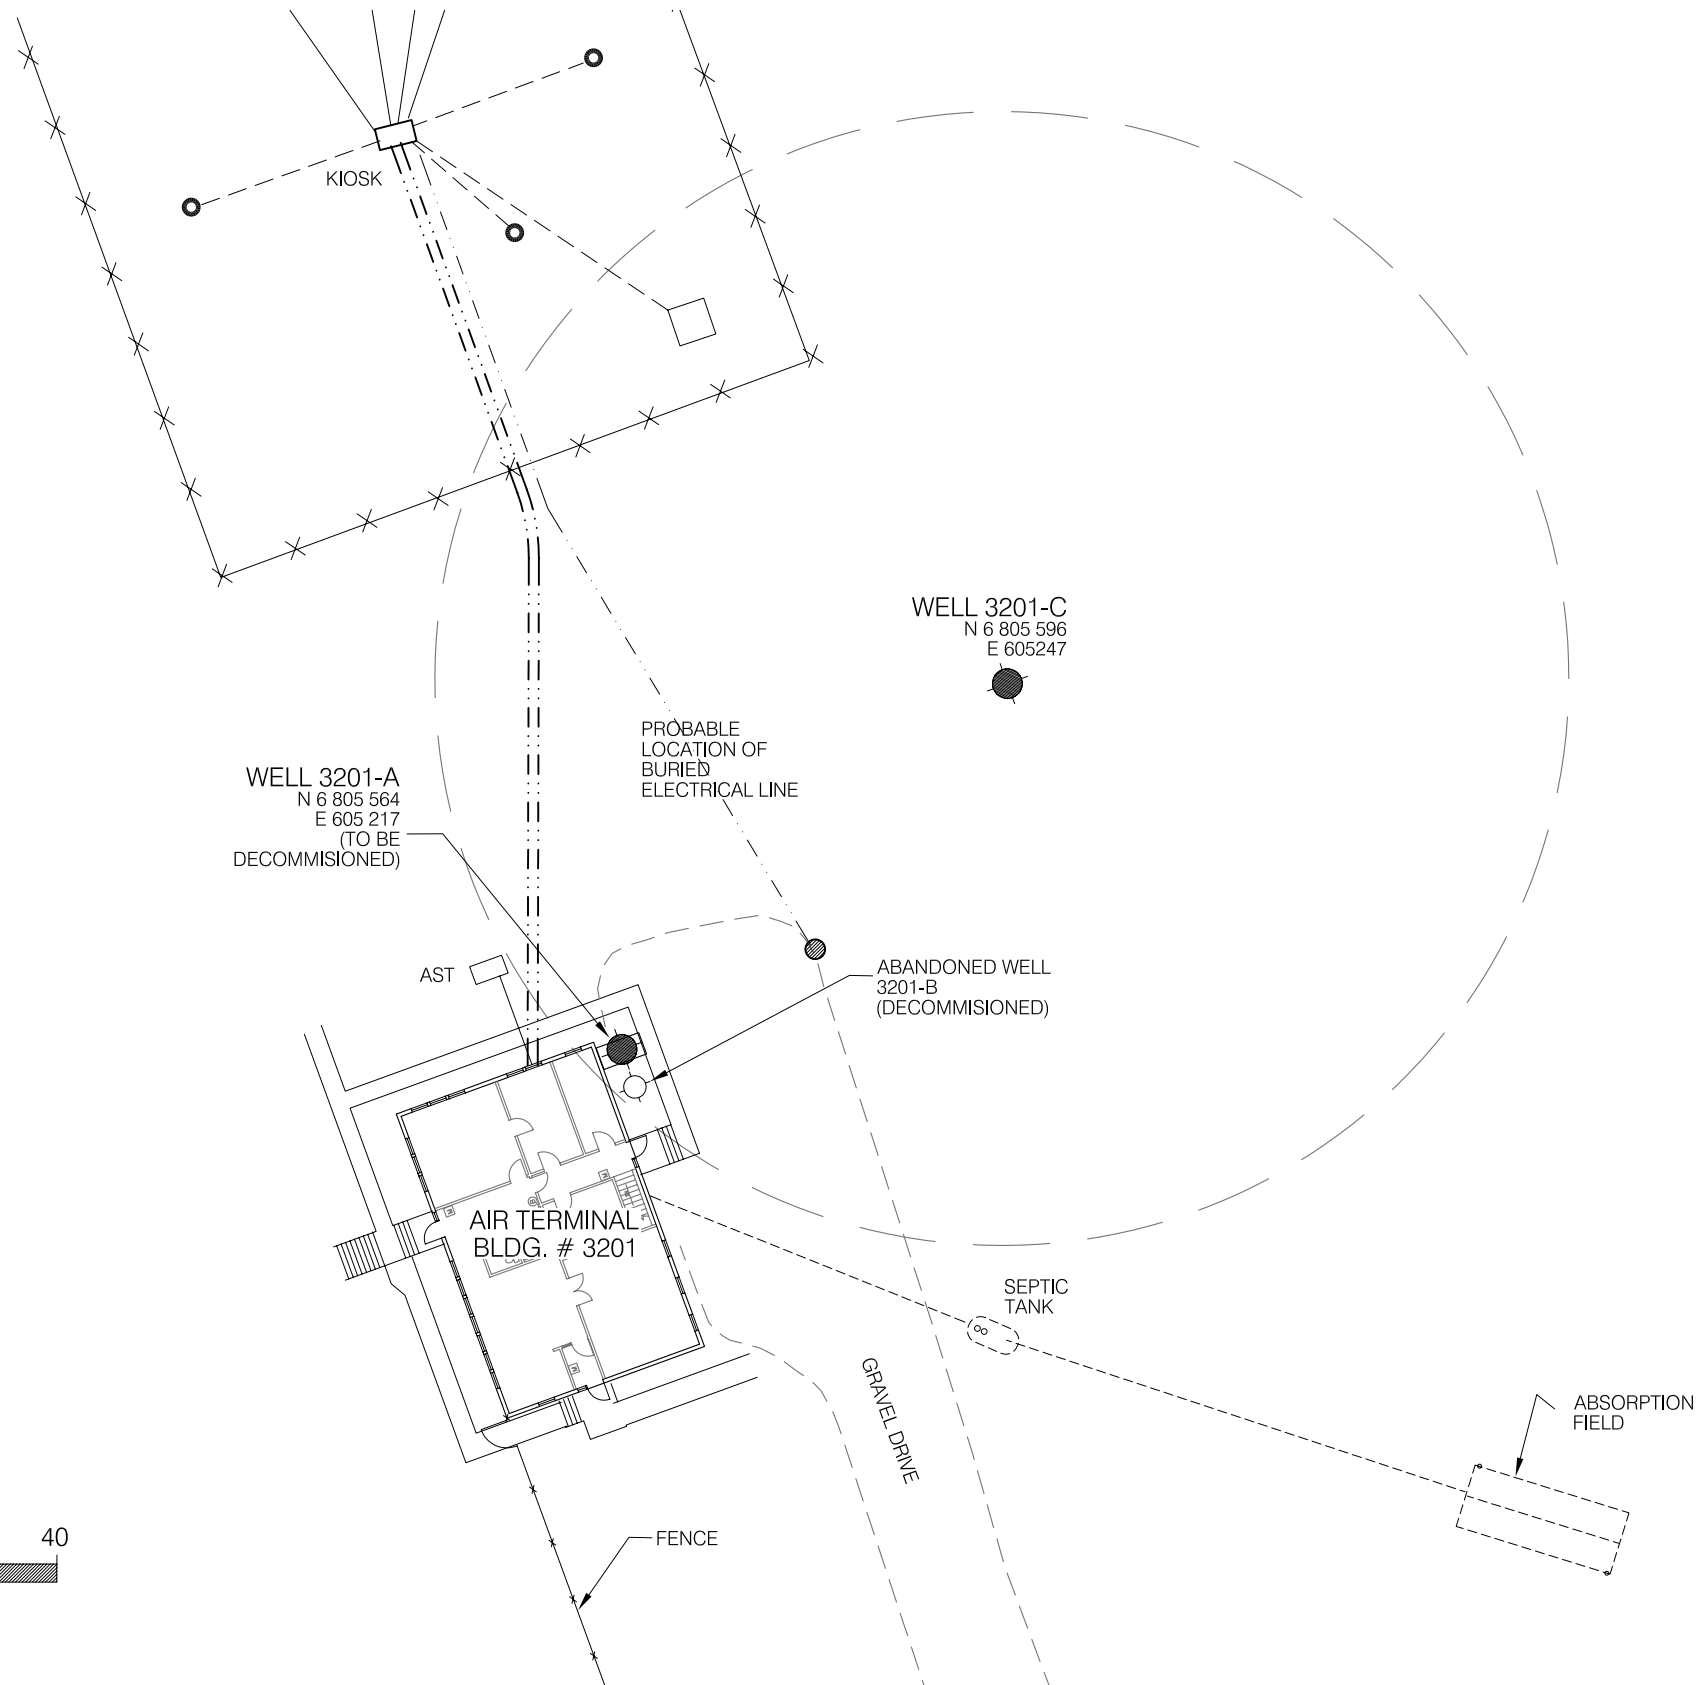 KIOSK
WELL 3201-C
N 6 805 596
E 605247
PROBABLE
LOCATION OF
BURIED
ELECTRICAL LINE
WELL 3201-A
N 6 805 564
E 605 217
(TO BE
DECOMMISIONED)
AST
ABANDONED WELL
3201-B
(DECOMMISIONED)
AIR TERMINAL
BLDG. # 3201
SEPTIC
TANK
GRAVEL DRIVE
ABSORPTION
FIELD
40
FENCE